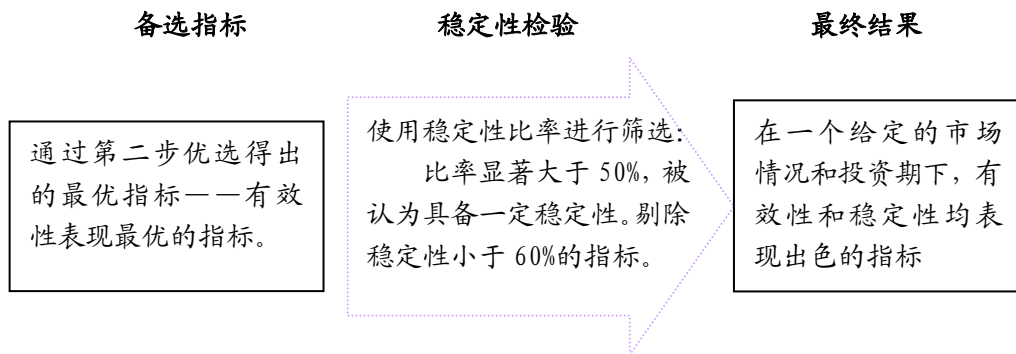 备选指标
稳定性检验
最终结果
通过第二步优选得出
的最优指标——有效
性表现最优的指标。
使用稳定性比率进行筛选:
比率显著大于 50%, 被
认为具备一定稳定性。剔除
稳定性小于 60%的指标。
在一个给定的市场
情况和投资期下, 有
效性和稳定性均表
现出色的指标